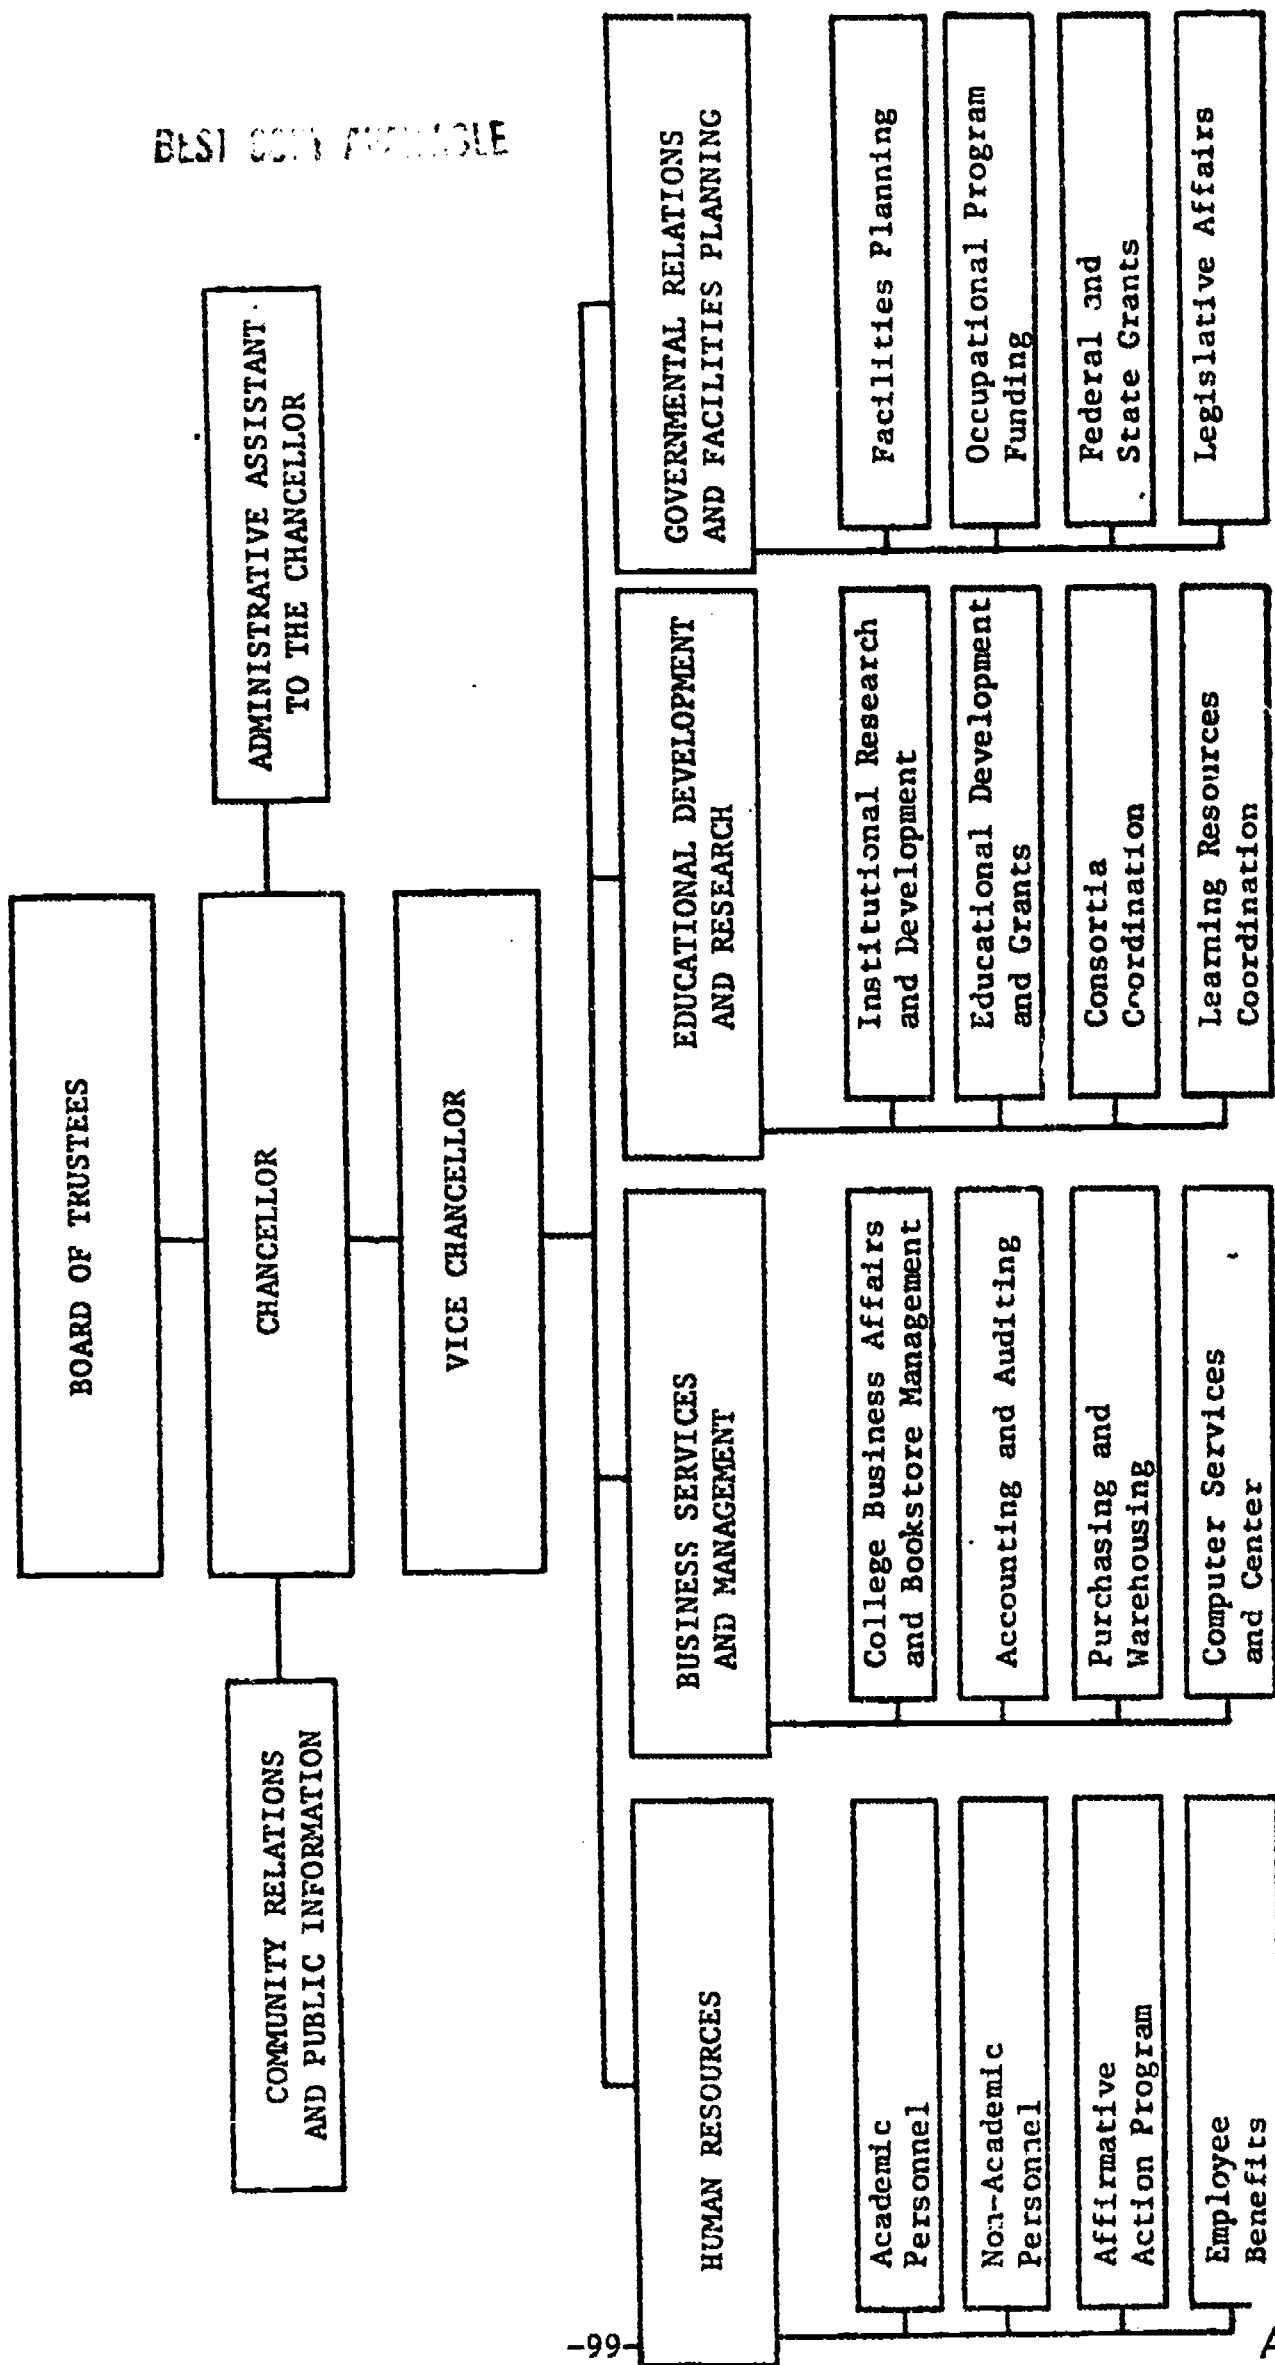 BOARD OF TRUSTEES
COMMUNITY RELATIONS
AND PUBLIC INFORMATION
CHANCELLOR
ADMINISTRATIVE ASSISTANT
TO THE CHANCELLOR
VICE CHANCELLOR
HUMAN RESOURCES
Academic
Personnel
Non-Academic
Personnel
Affirmative
Action Program
Employee
Benefits
BUSINESS SERVICES
AND MANAGEMENT
College Business Affairs
and Bookstore Management
Accounting and Auditing
Purchasing and
Warehousing
Computer Services
and Center
EDUCATIONAL DEVELOPMENT
AND RESEARCH
Institutional Research
and Development
Educational Development
and Grants
Consortia
Coordination
Learning Resources
Coordination
GOVERNMENTAL RELATIONS
AND FACILITIES PLANNING
Facilities Planning
Occupational Program
Funding
Federal and
State Grants
Legislative Affairs
BEST COPY AVAILABLE
-99-
A